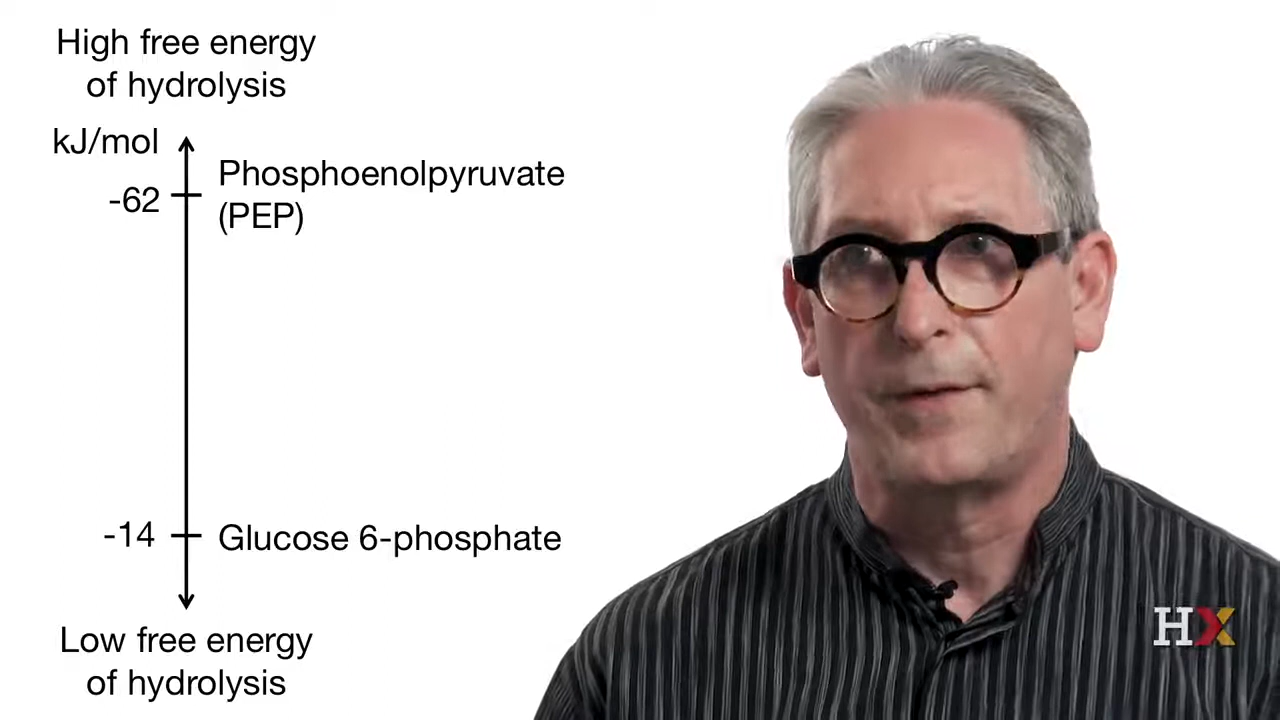 High free energy
of hydrolysis
kJ/mol
-62
Phosphoenolpyruvate
(PEP)
-14
Glucose 6-phosphate
Low free energy
of hydrolysis
HX